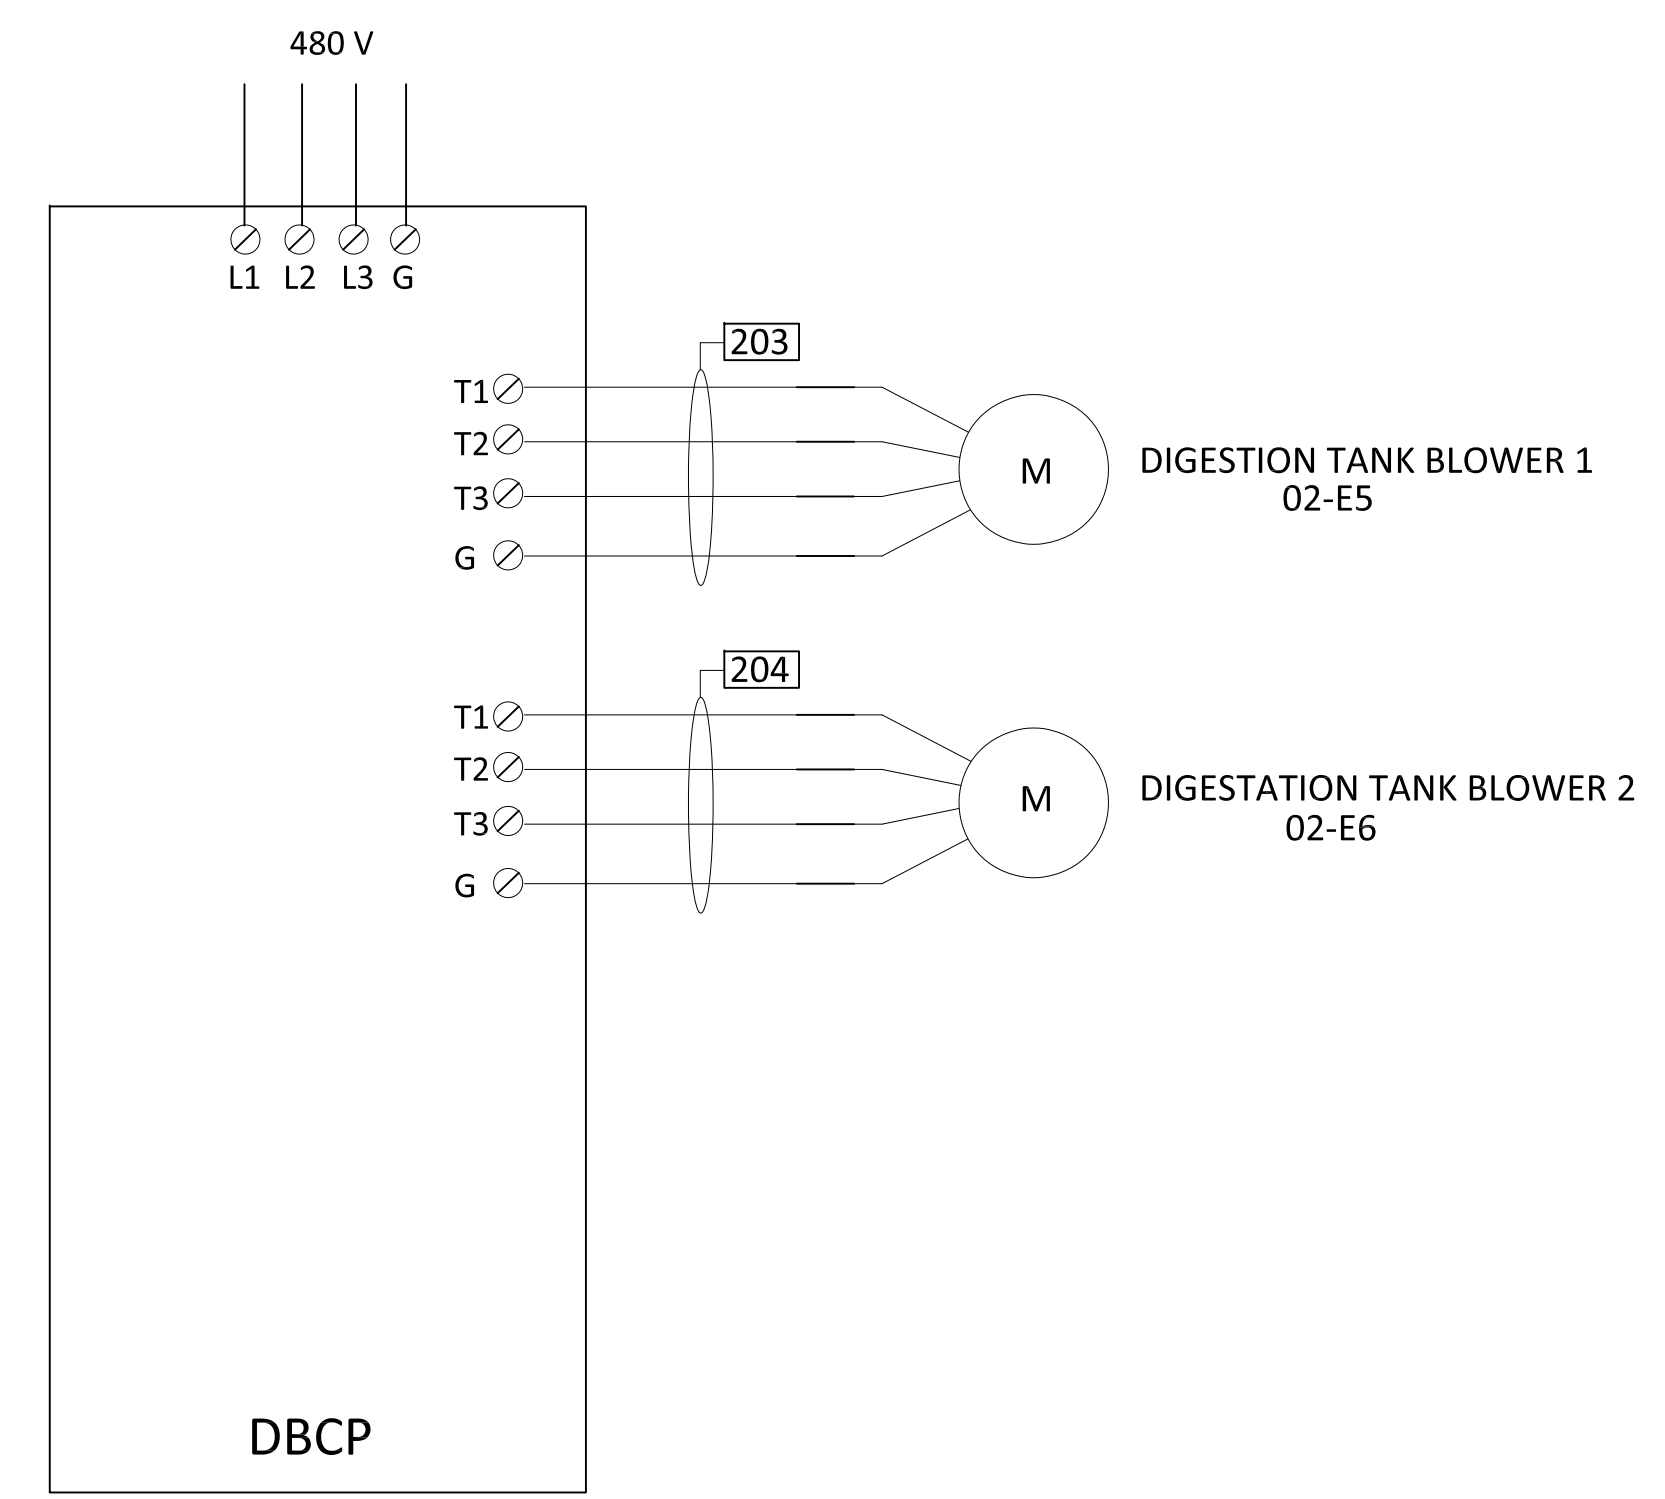 480 V
L1 L2 L3 G
203
T1
T2
T3
G
M
DIGESTION TANK BLOWER 1
02-E5
204
T1
T2
T3
G
M
DIGESTATION TANK BLOWER 2
02-E6
DBCP